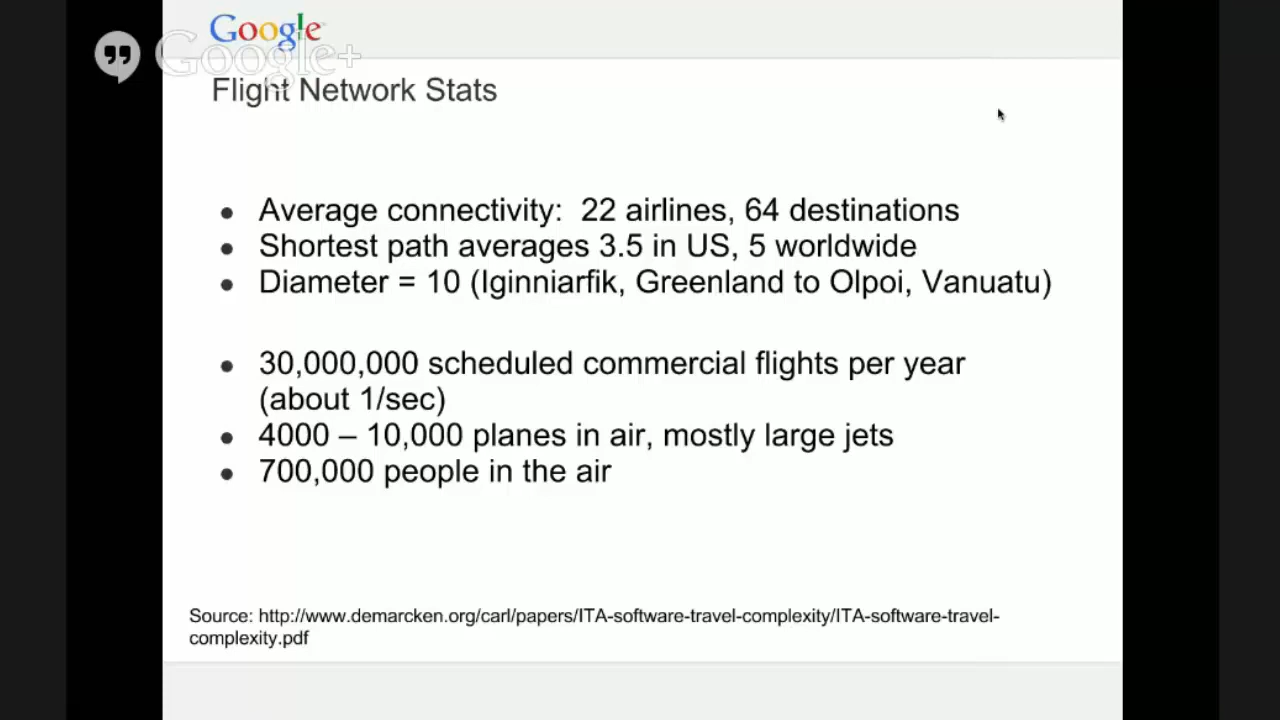 Google
Google+
Flight Network Stats
● Average connectivity:  22 airlines, 64 destinations
● Shortest path averages 3.5 in US, 5 worldwide
● Diameter = 10 (Iginniarfik, Greenland to Olpoi, Vanuatu)
● 30,000,000 scheduled commercial flights per year
(about 1/sec)
● 4000 – 10,000 planes in air, mostly large jets
● 700,000 people in the air
Source: http://www.demarcken.org/carl/papers/ITA-software-travel-complexity/ITA-software-travel-
complexity.pdf